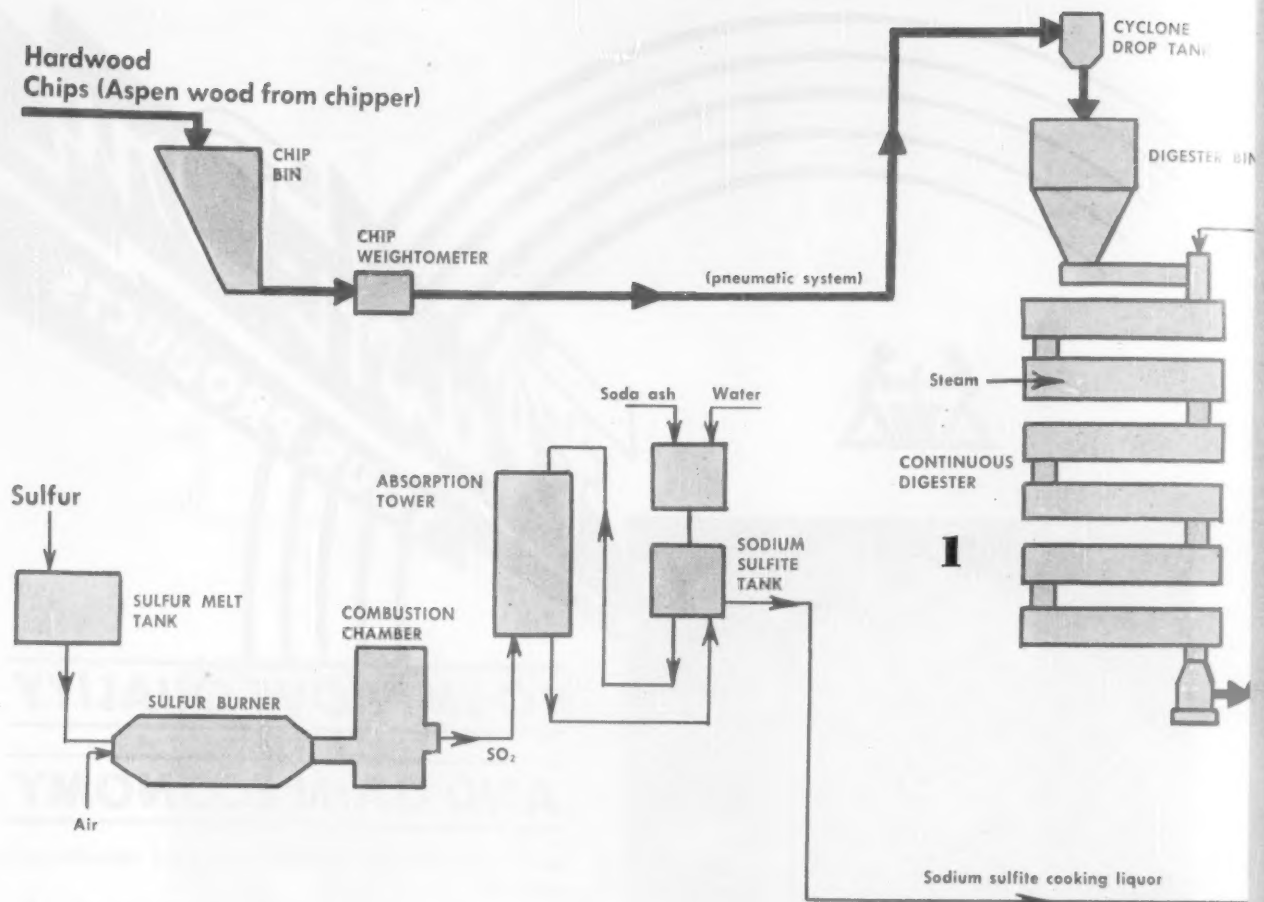 Hardwood
Chips (Aspen wood from chipper)
CHIP
BIN
CHIP
WEIGHTOMETER
(pneumatic system)
CYCLONE
DROP TANK
DIGESTER BIN
Steam
CONTINUOUS
DIGESTER
1
Soda ash
Water
ABSORPTION
TOWER
SODIUM
SULFITE
TANK
Sulfur
SULFUR MELT
TANK
COMBUSTION
CHAMBER
SULFUR BURNER
SO₂
Air
Sodium sulfite cooking liquor